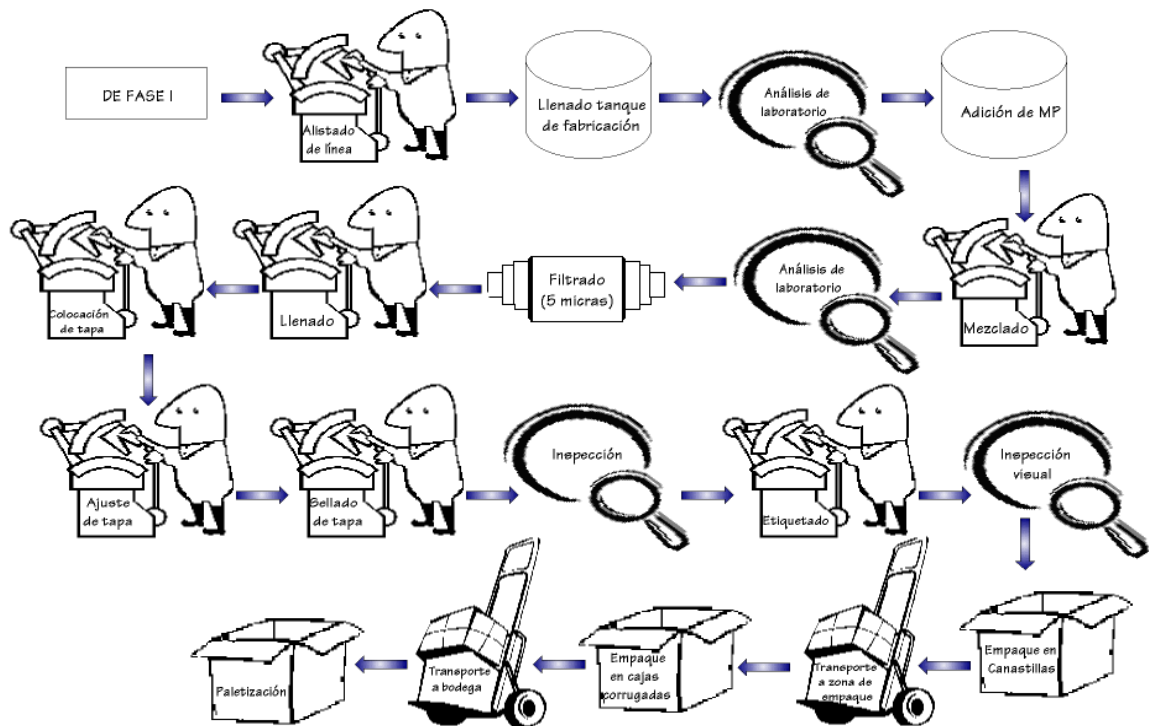 DE FASE I
Alistado
de línea
Llenado tanque
de fabricación
Análisis de
laboratorio
Adición de MP
Mezclado
Análisis de
laboratorio
Filtrado
(5 micras)
Llenado
Colocación
de tapa
Ajuste
de tapa
Sellado
de tapa
Inspección
Etiquetado
Inspección
visual
Empaque en
Canastillas
Transporte
a zona de
empaque
Empaque
en cajas
corrugadas
Transporte
a bodega
Paletización